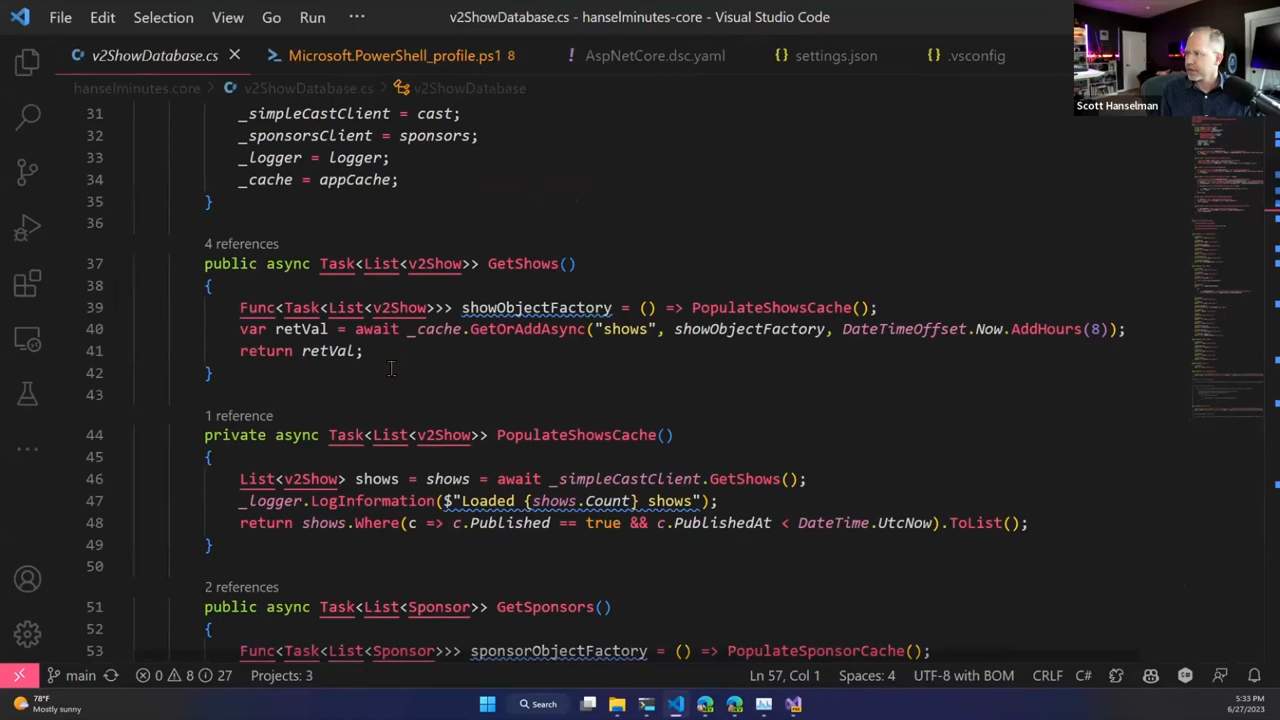 File Edit Selection View Go Run ···
v2ShowDatabase.cs - hanselminutes-core - Visual Studio Code
v2ShowDatabase.cs
Microsoft.PowerShell_profile.ps1 8
AspNetCore.dsc.yaml
settings.json
.vsconfig
hanselminutes.core > v2ShowDatabase.cs > v2ShowDatabase
Scott Hanselman
31 _simpleCastClient = cast;
32 _sponsorsClient = sponsors;
33 _logger = logger;
34 _cache = appCache;
35 }
36
4 references
37 public async Task<List<v2Show>> GetShows()
38 {
39 Func<Task<List<v2Show>>> showObjectFactory = () => PopulateShowsCache();
40 var retVal = await _cache.GetOrAddAsync("shows", showObjectFactory, DateTimeOffset.Now.AddHours(8));
41 return retVal;
42 }
43
1 reference
44 private async Task<List<v2Show>> PopulateShowsCache()
45 {
46 List<v2Show> shows = shows = await _simpleCastClient.GetShows();
47 _logger.LogInformation($"Loaded {shows.Count} shows");
48 return shows.Where(c => c.Published == true && c.PublishedAt < DateTime.UtcNow).ToList();
49 }
50
2 references
51 public async Task<List<Sponsor>> GetSponsors()
52 {
53 Func<Task<List<Sponsor>>> sponsorObjectFactory = () => PopulateSponsorCache();
main 0 8 27 Projects: 3 Ln 57, Col 1 Spaces: 4 UTF-8 with BOM CRLF C#
78°F
Mostly sunny
Search
5:33 PM
6/27/2023